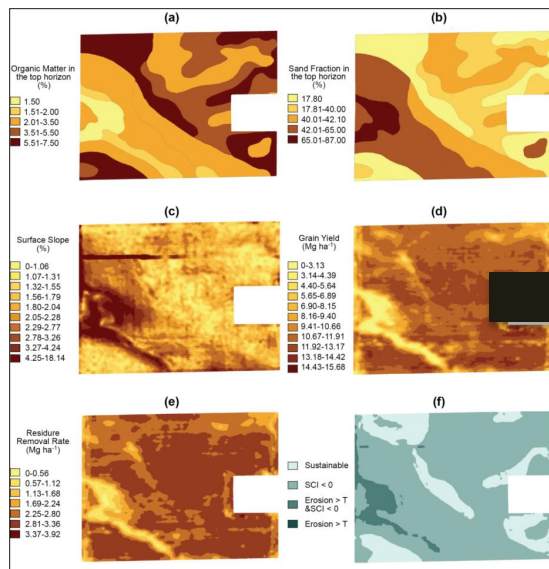 (a)
Organic Matter in
the top horizon
(%)
1.50
1.51-2.00
2.01-3.50
3.51-5.50
5.51-7.50
(b)
Sand Fraction in
the top horizon
(%)
17.80
17.81-40.00
40.01-42.10
42.01-65.00
65.01-87.00
(c)
Surface Slope
(%)
0-1.06
1.07-1.31
1.32-1.55
1.56-1.79
1.80-2.04
2.05-2.28
2.29-2.77
2.78-3.26
3.27-4.24
4.25-18.14
(d)
Grain Yield
(Mg ha⁻¹)
0-3.13
3.14-4.39
4.40-5.64
5.65-6.89
6.90-8.15
8.16-9.40
9.41-10.66
10.67-11.91
11.92-13.17
13.18-14.42
14.43-15.68
(e)
Residure
Removal Rate
(Mg ha⁻¹)
0-0.56
0.57-1.12
1.13-1.68
1.69-2.24
2.25-2.80
2.81-3.36
3.37-3.92
(f)
Sustainable
SCI < 0
Erosion > T
&SCI < 0
Erosion > T